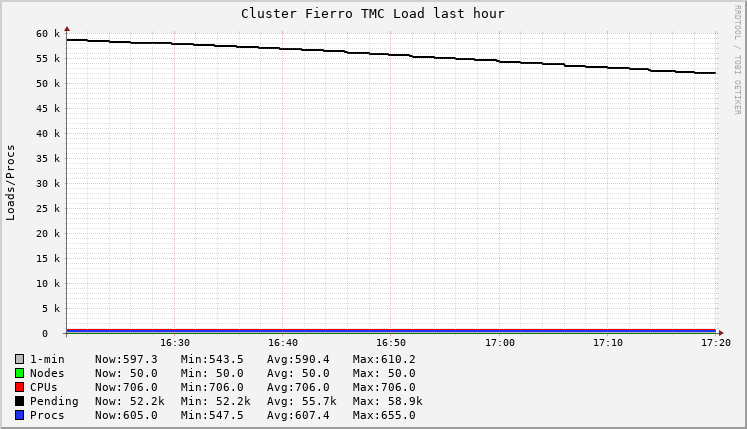 Cluster Fierro TMC Load last hour
RRDTOOL / TOBI OETIKER
Loads/Procs
60 k
55 k
50 k
45 k
40 k
35 k
30 k
25 k
20 k
15 k
10 k
5 k
0
16:30 16:40 16:50 17:00 17:10 17:20
1-min Now:597.3 Min:543.5 Avg:590.4 Max:610.2
Nodes Now: 50.0 Min: 50.0 Avg: 50.0 Max: 50.0
CPUs Now:706.0 Min:706.0 Avg:706.0 Max:706.0
Pending Now: 52.2k Min: 52.2k Avg: 55.7k Max: 58.9k
Procs Now:605.0 Min:547.5 Avg:607.4 Max:655.0